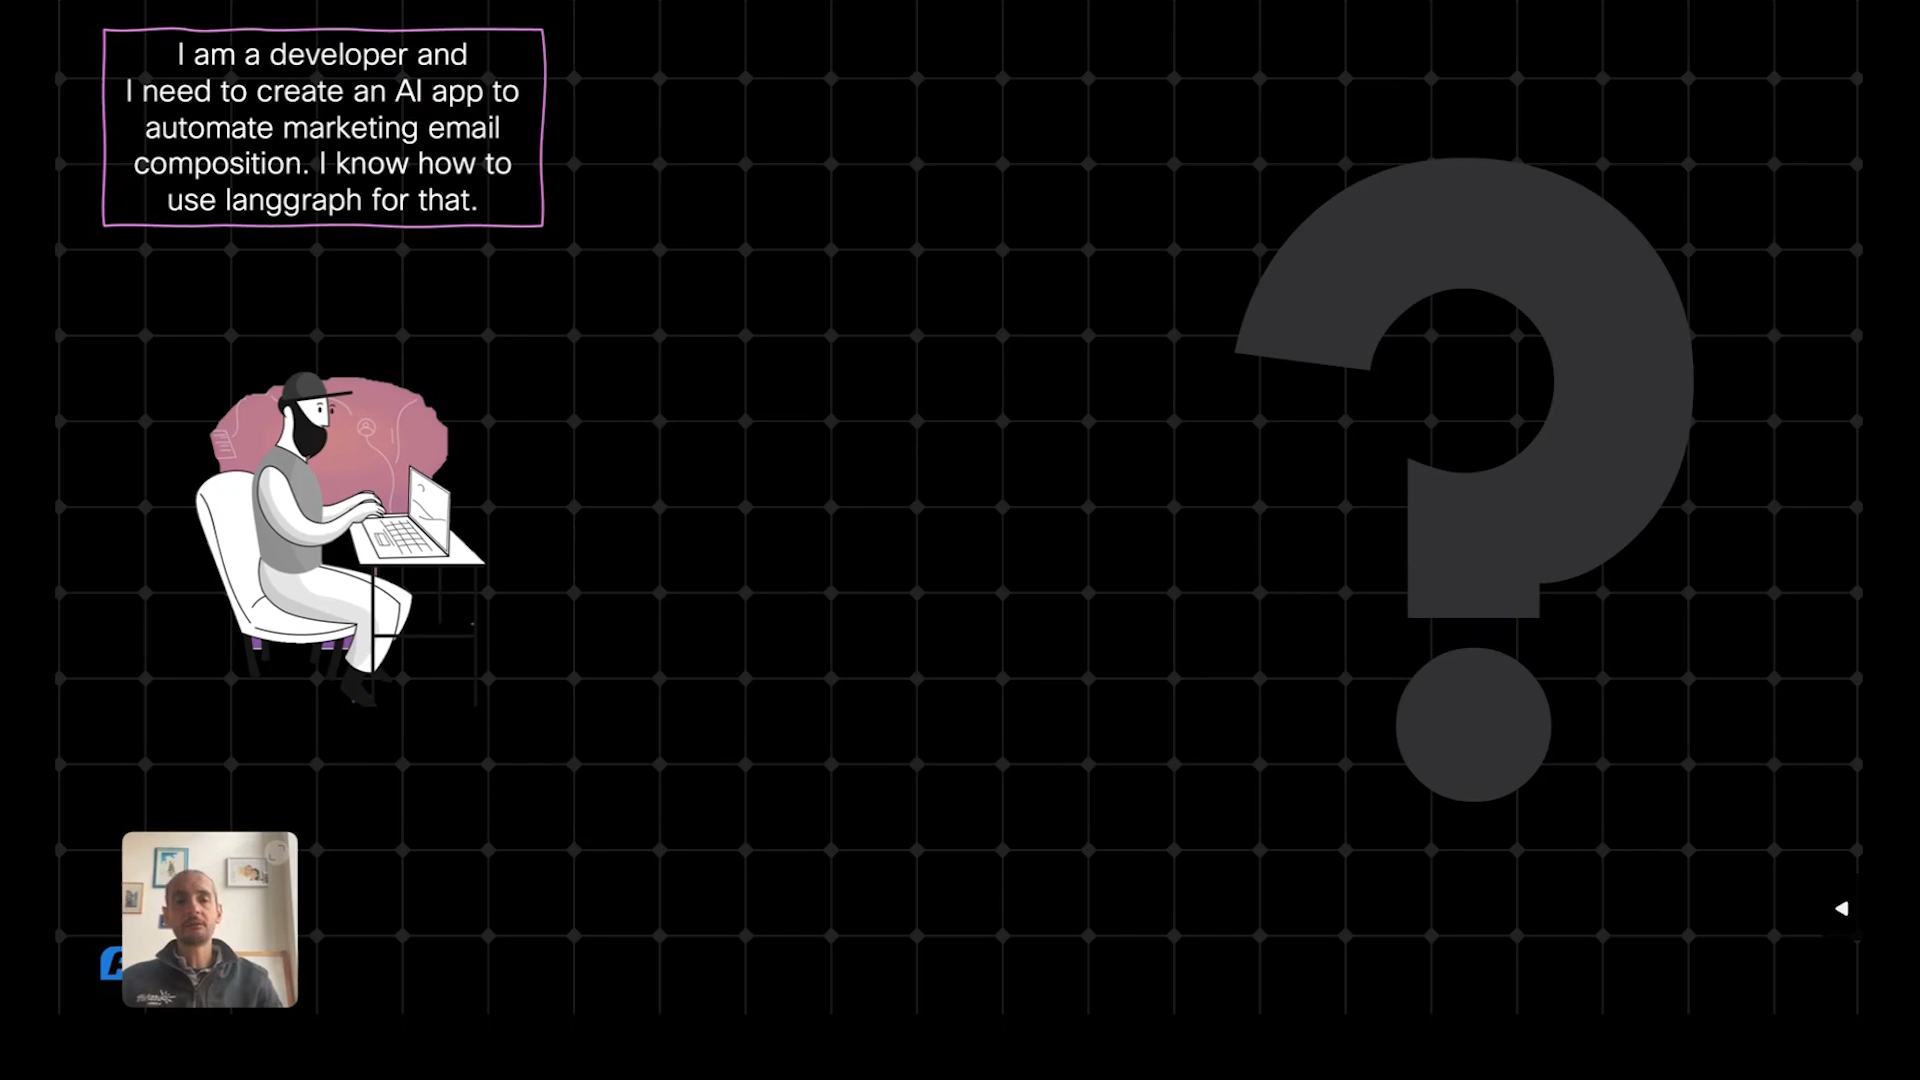 I am a developer and
I need to create an AI app to
automate marketing email
composition. I know how to
use langgraph for that.
?